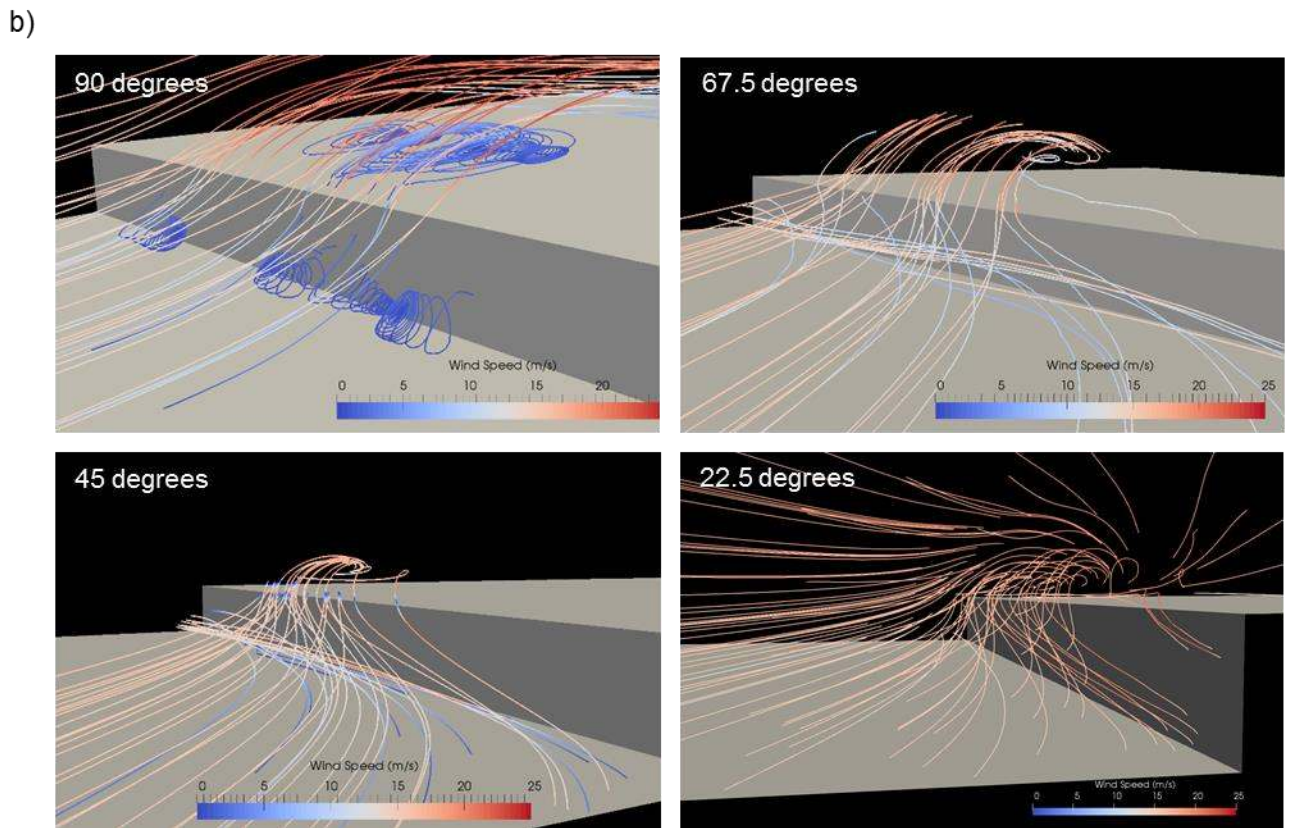 b)
90 degrees
67.5 degrees
Wind Speed (m/s)
0 5 10 15 20
Wind Speed (m/s)
0 5 10 15 20 25
45 degrees
22.5 degrees
Wind Speed (m/s)
0 5 10 15 20 25
Wind Speed (m/s)
0 5 10 15 20 25